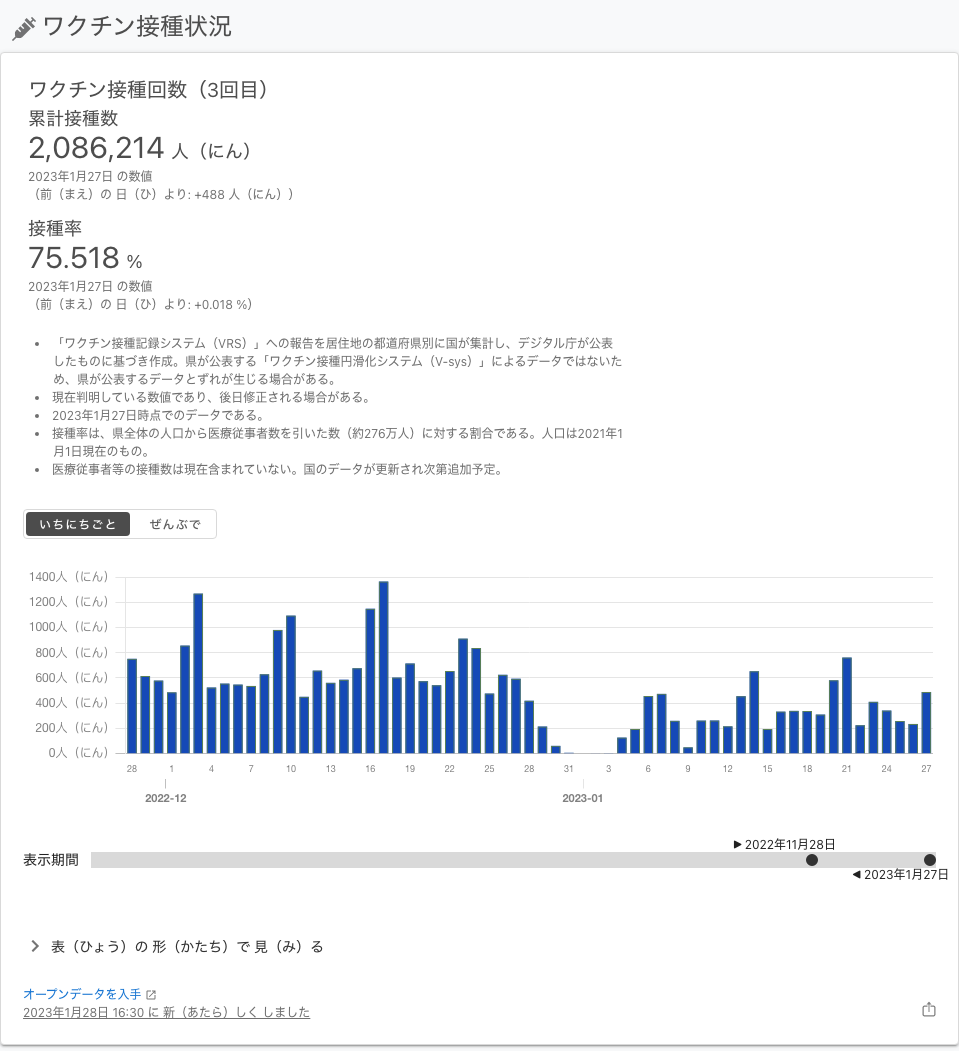 ワクチン接種状況
ワクチン接種回数（3回目）
累計接種数
2,086,214 人（にん）
2023年1月27日 の数値
（前（まえ）の 日（ひ）より: +488 人（にん））
接種率
75.518 %
2023年1月27日 の数値
（前（まえ）の 日（ひ）より: +0.018 %）
• 「ワクチン接種記録システム（VRS）」への報告を居住地の都道府県別に国が集計し、デジタル庁が公表
したものに基づき作成。県が公表する「ワクチン接種円滑化システム（V-sys）」によるデータではないた
め、県が公表するデータとずれが生じる場合がある。
• 現在判明している数値であり、後日修正される場合がある。
• 2023年1月27日時点でのデータである。
• 接種率は、県全体の人口から医療従事者数を引いた数（約276万人）に対する割合である。人口は2021年1
月1日現在のもの。
• 医療従事者等の接種数は現在含まれていない。国のデータが更新され次第追加予定。
いちにちごと ぜんぶで
1400人（にん）
1200人（にん）
1000人（にん）
800人（にん）
600人（にん）
400人（にん）
200人（にん）
0人（にん）
28 1 4 7 10 13 16 19 22 25 28 31 3 6 9 12 15 18 21 24 27
2022-12 2023-01
▶ 2022年11月28日
表示期間
◀ 2023年1月27日
表（ひょう）の 形（かたち）で 見（み）る
オープンデータを入手
2023年1月28日 16:30 に 新（あたら）しく しました